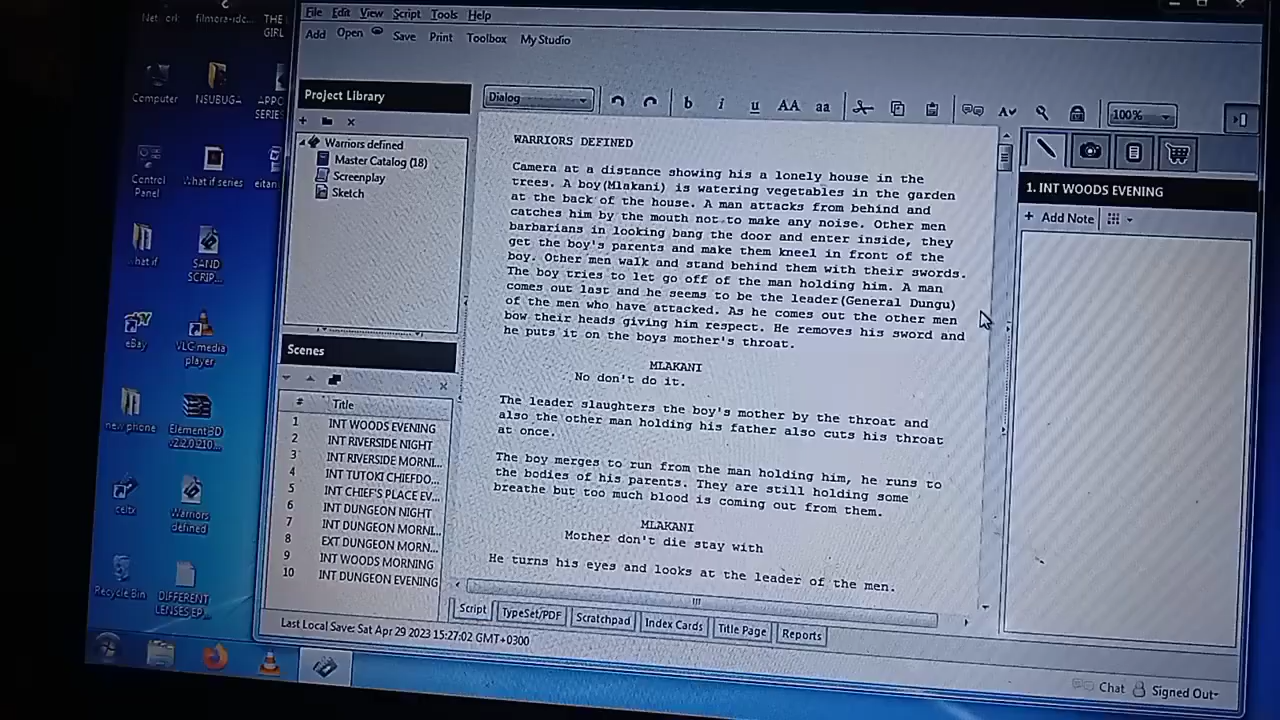 THE
GIRL
Computer
NSUBUGA
APPO
SERIES
Control
Panel
What if series
what if
SAND
SCRIP...
eBay
VLC media
player
new phone
Element3D
celtx
Warriors
defined
Recycle Bin
DIFFERENT
LENSES EP...
File Edit View Script Tools Help
Add Open Save Print Toolbox My Studio
Project Library
Warriors defined
Master Catalog (18)
Screenplay
Sketch
Scenes
# Title
1 INT WOODS EVENING
2 INT RIVERSIDE NIGHT
3 INT RIVERSIDE MORNI...
4 INT TUTOKI CHIEFDO...
5 INT CHIEF'S PLACE EV...
6 INT DUNGEON NIGHT
7 INT DUNGEON MORNI...
8 EXT DUNGEON MORN...
9 INT WOODS MORNING
10 INT DUNGEON EVENING
Dialog
b i u AA aa
100%
WARRIORS DEFINED
Camera at a distance showing his a lonely house in the
trees. A boy(Mlakani) is watering vegetables in the garden
at the back of the house. A man attacks from behind and
catches him by the mouth not to make any noise. Other men
barbarians in looking bang the door and enter inside, they
get the boy's parents and make them kneel in front of the
boy. Other men walk and stand behind them with their swords.
The boy tries to let go off of the man holding him. A man
comes out last and he seems to be the leader(General Dungu)
of the men who have attacked. As he comes out the other men
bow their heads giving him respect. He removes his sword and
he puts it on the boys mother's throat.
MLAKANI
No don't do it.
The leader slaughters the boy's mother by the throat and
also the other man holding his father also cuts his throat
at once.
The boy merges to run from the man holding him, he runs to
the bodies of his parents. They are still holding some
breathe but too much blood is coming out from them.
MLAKANI
Mother don't die stay with
He turns his eyes and looks at the leader of the men.
1. INT WOODS EVENING
+ Add Note
Script TypeSet/PDF Scratchpad Index Cards Title Page Reports
Last Local Save: Sat Apr 29 2023 15:27:02 GMT+0300
Chat Signed Out